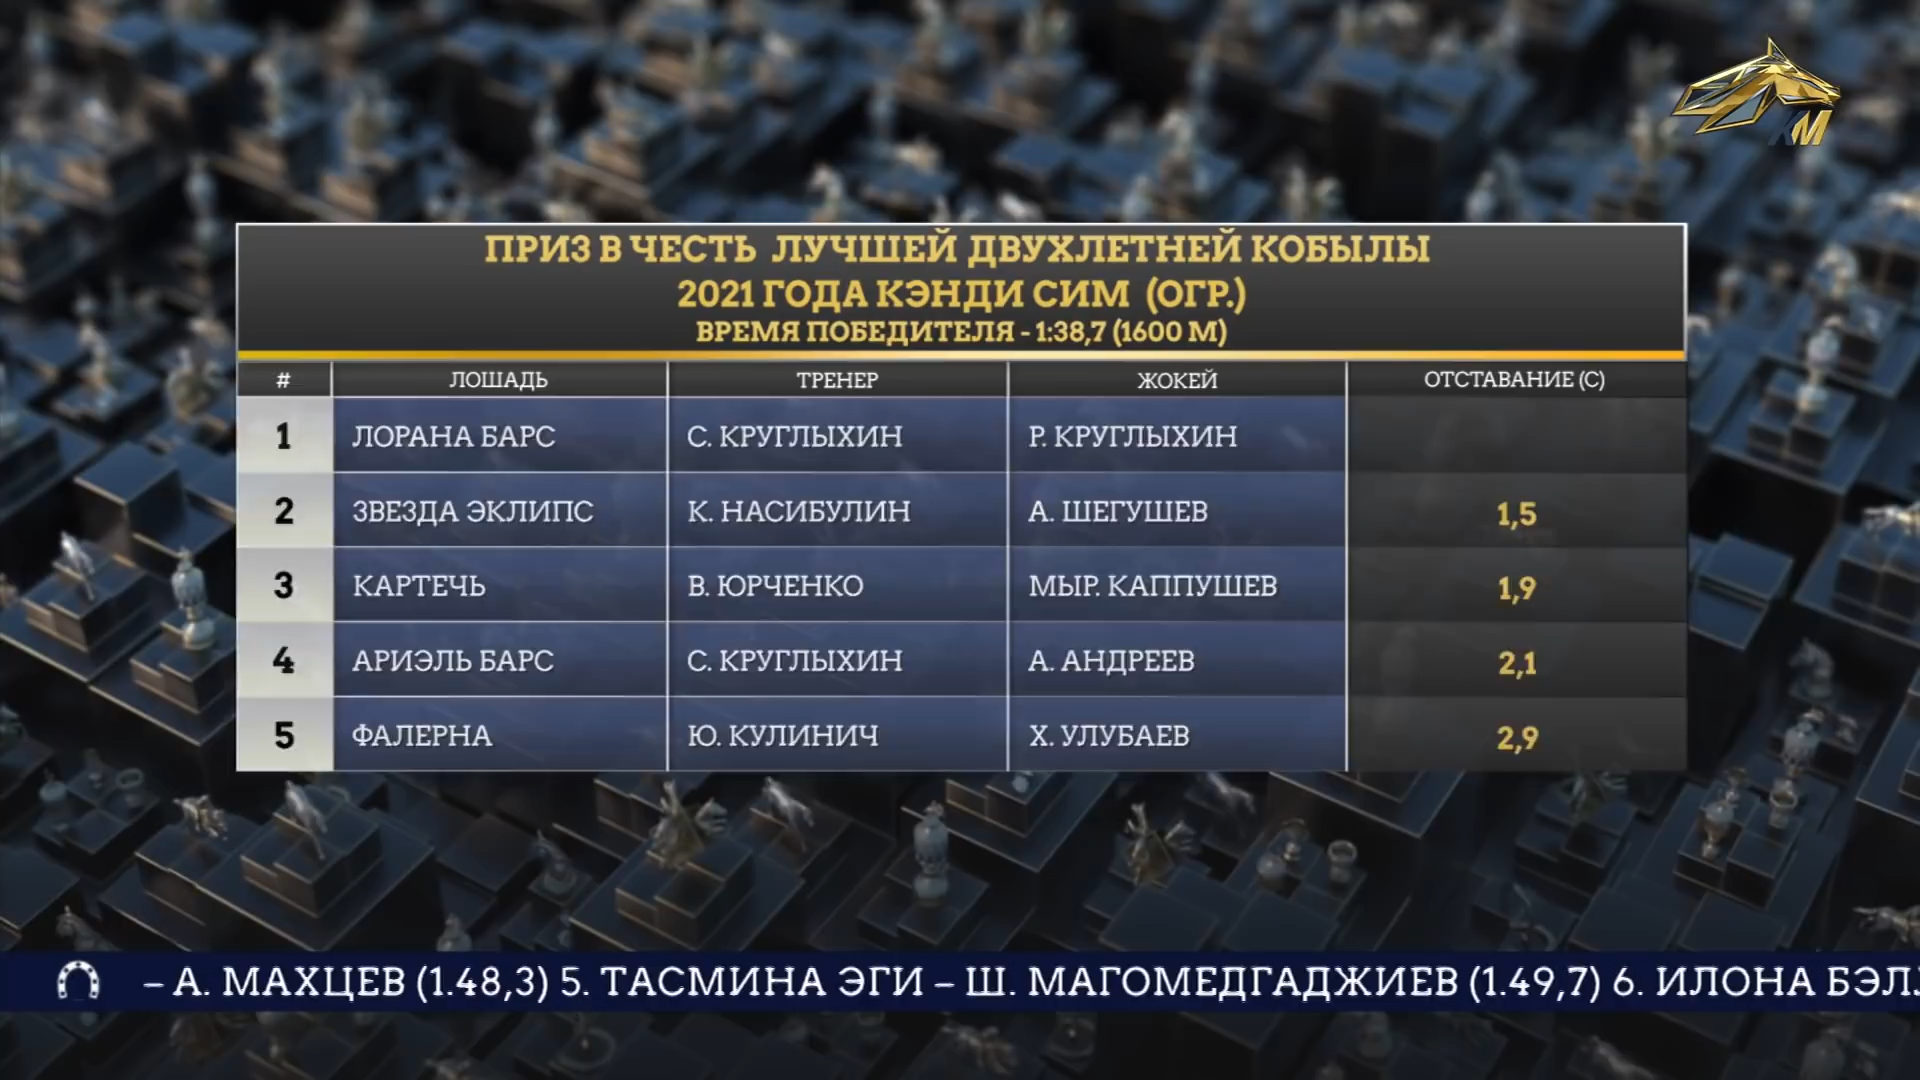 КМ
ПРИЗ В ЧЕСТЬ ЛУЧШЕЙ ДВУХЛЕТНЕЙ КОБЫЛЫ
2021 ГОДА КЭНДИ СИМ (ОГР.)
ВРЕМЯ ПОБЕДИТЕЛЯ - 1:38,7 (1600 М)
# ЛОШАДЬ ТРЕНЕР ЖОКЕЙ ОТСТАВАНИЕ (С)
1 ЛОРАНА БАРС С. КРУГЛЫХИН Р. КРУГЛЫХИН
2 ЗВЕЗДА ЭКЛИПС К. НАСИБУЛИН А. ШЕГУШЕВ 1,5
3 КАРТЕЧЬ В. ЮРЧЕНКО МЫР. КАППУШЕВ 1,9
4 АРИЭЛЬ БАРС С. КРУГЛЫХИН А. АНДРЕЕВ 2,1
5 ФАЛЕРНА Ю. КУЛИНИЧ Х. УЛУБАЕВ 2,9
– А. МАХЦЕВ (1.48,3) 5. ТАСМИНА ЭГИ – Ш. МАГОМЕДГАДЖИЕВ (1.49,7) 6. ИЛОНА